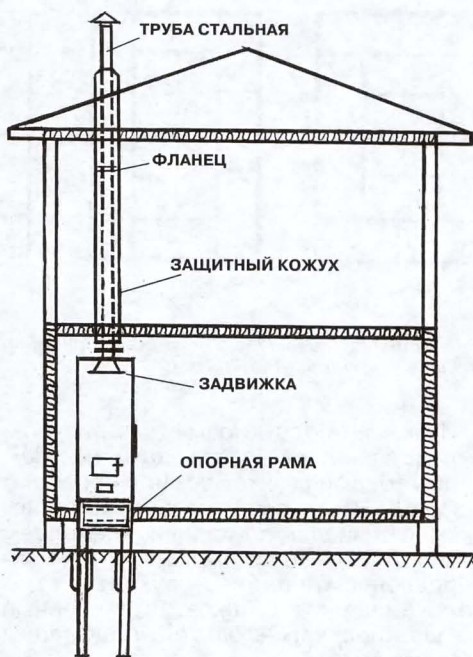 ТРУБА СТАЛЬНАЯ
ФЛАНЕЦ
ЗАЩИТНЫЙ КОЖУХ
ЗАДВИЖКА
ОПОРНАЯ РАМА